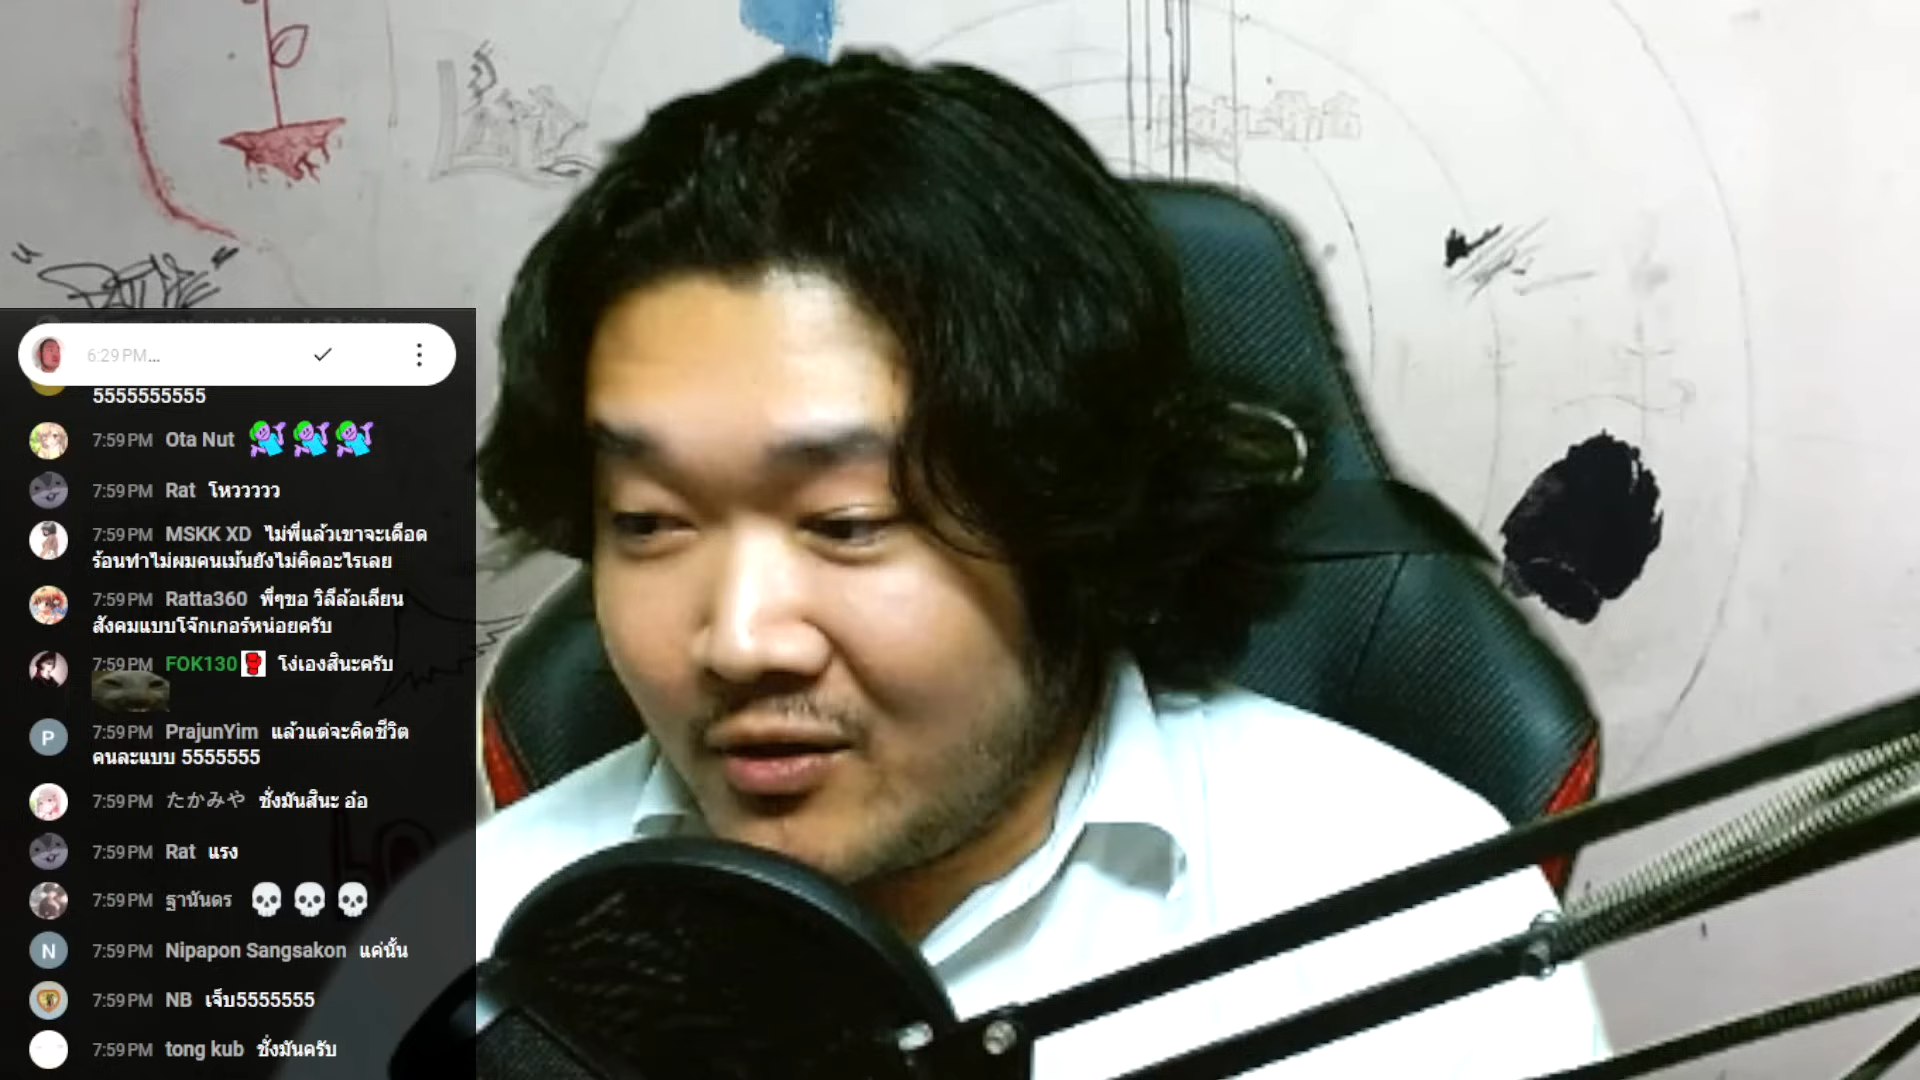 6:29 PM...
5555555555
7:59 PM Ota Nut
7:59 PM Rat โหววววว
7:59 PM MSKK XD ไม่พี่แล้วเขาจะเดือด
ร้อนทำไม่ผมคนเม้นยังไม่คิดอะไรเลย
7:59 PM Ratta360 พี่ๆขอ วิลีล้อเลียน
สังคมแบบโจ๊กเกอร์หน่อยครับ
7:59 PM FOK130 โง่เองสินะครับ
P 7:59 PM PrajunYim แล้วแต่จะคิดชีวิต
คนละแบบ 5555555
7:59 PM たかみや ชั่งมันสินะ อ๋อ
7:59 PM Rat แรง
7:59 PM ฐานันดร 💀 💀 💀
N 7:59 PM Nipapon Sangsakon แค่นั้น
7:59 PM NB เจ็บ5555555
7:59 PM tong kub ชั่งมันครับ